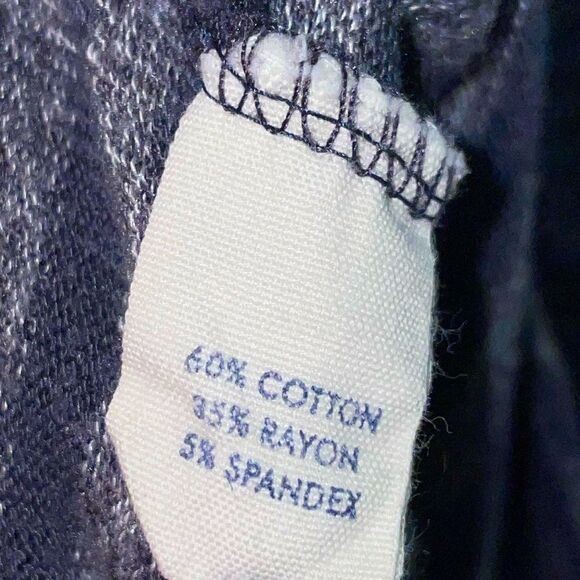 60% COTTON
35% RAYON
5% SPANDEX